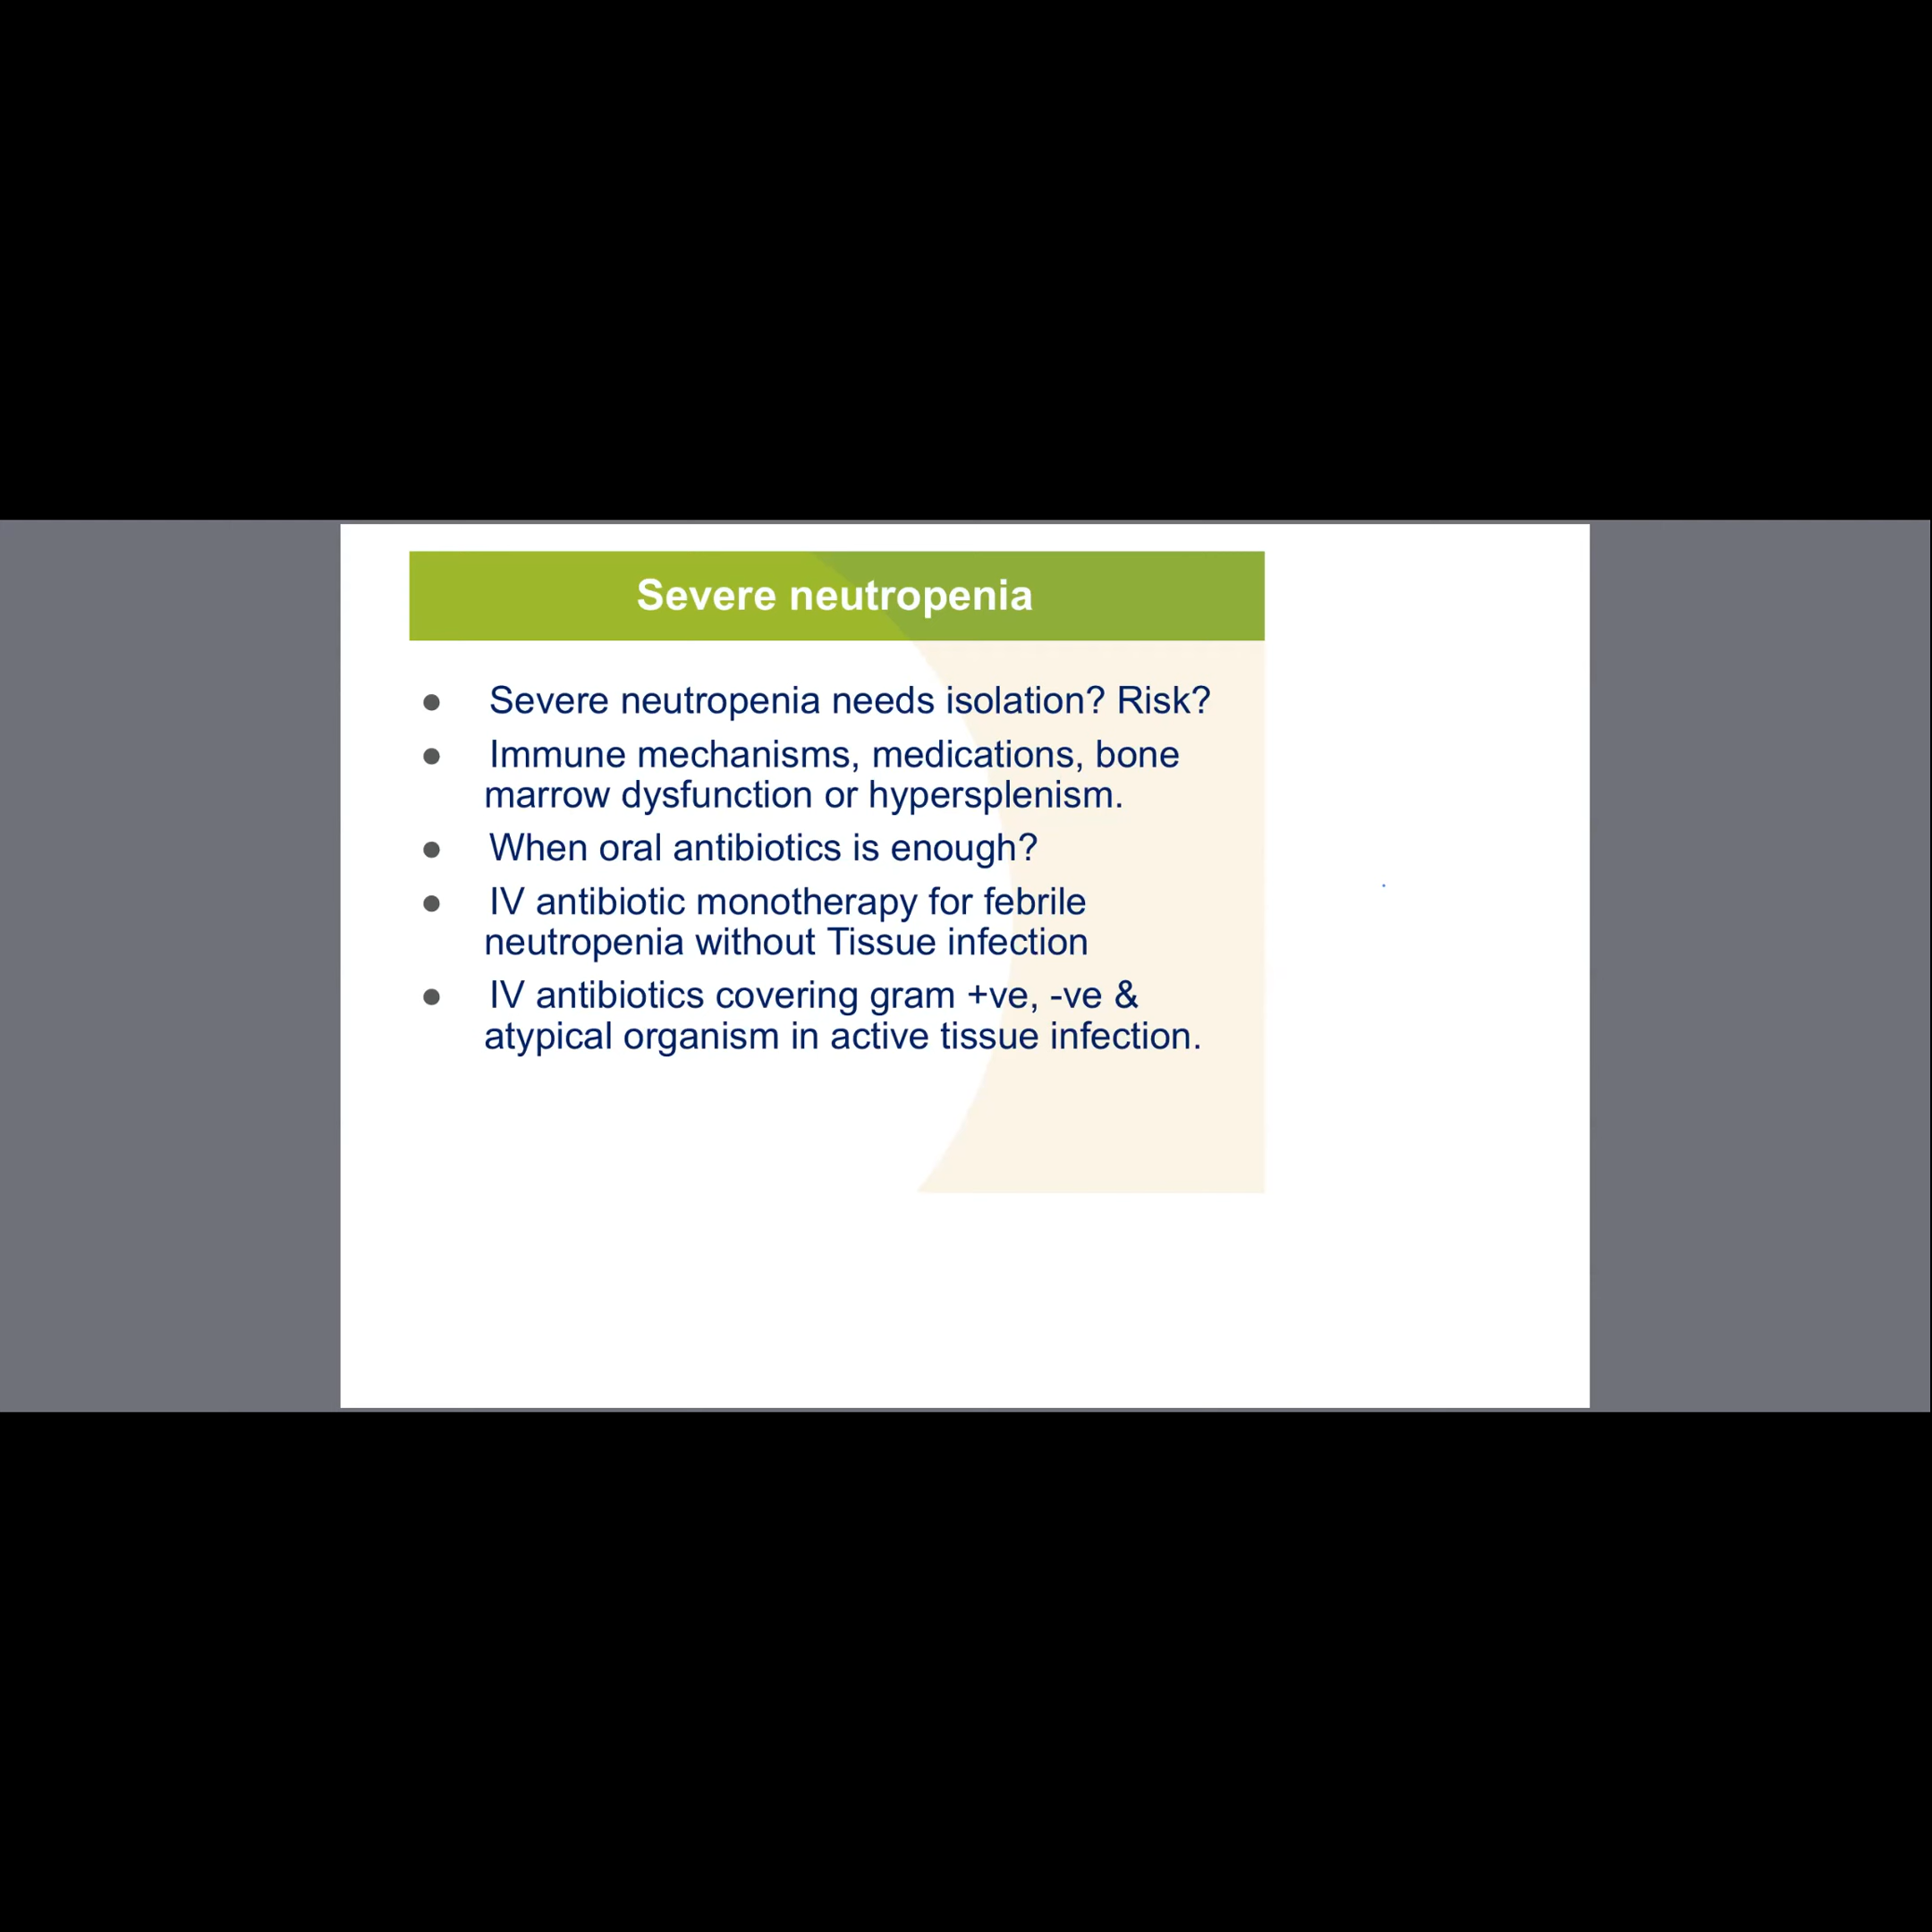 Severe neutropenia
● Severe neutropenia needs isolation? Risk?
● Immune mechanisms, medications, bone
marrow dysfunction or hypersplenism.
● When oral antibiotics is enough?
● IV antibiotic monotherapy for febrile
neutropenia without Tissue infection
● IV antibiotics covering gram +ve, -ve &
atypical organism in active tissue infection.